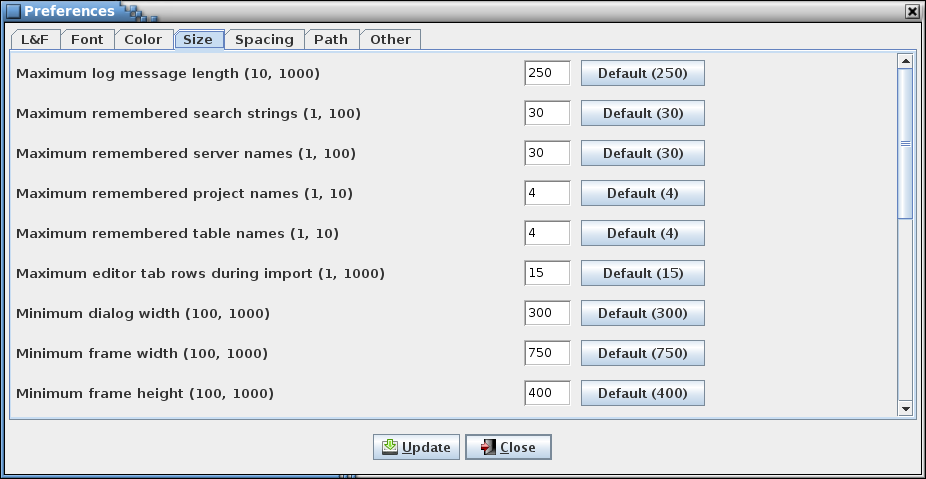 Preferences
L&F Font Color Size Spacing Path Other
Maximum log message length (10, 1000) 250 Default (250)
Maximum remembered search strings (1, 100) 30 Default (30)
Maximum remembered server names (1, 100) 30 Default (30)
Maximum remembered project names (1, 10) 4 Default (4)
Maximum remembered table names (1, 10) 4 Default (4)
Maximum editor tab rows during import (1, 1000) 15 Default (15)
Minimum dialog width (100, 1000) 300 Default (300)
Minimum frame width (100, 1000) 750 Default (750)
Minimum frame height (100, 1000) 400 Default (400)
Update Close